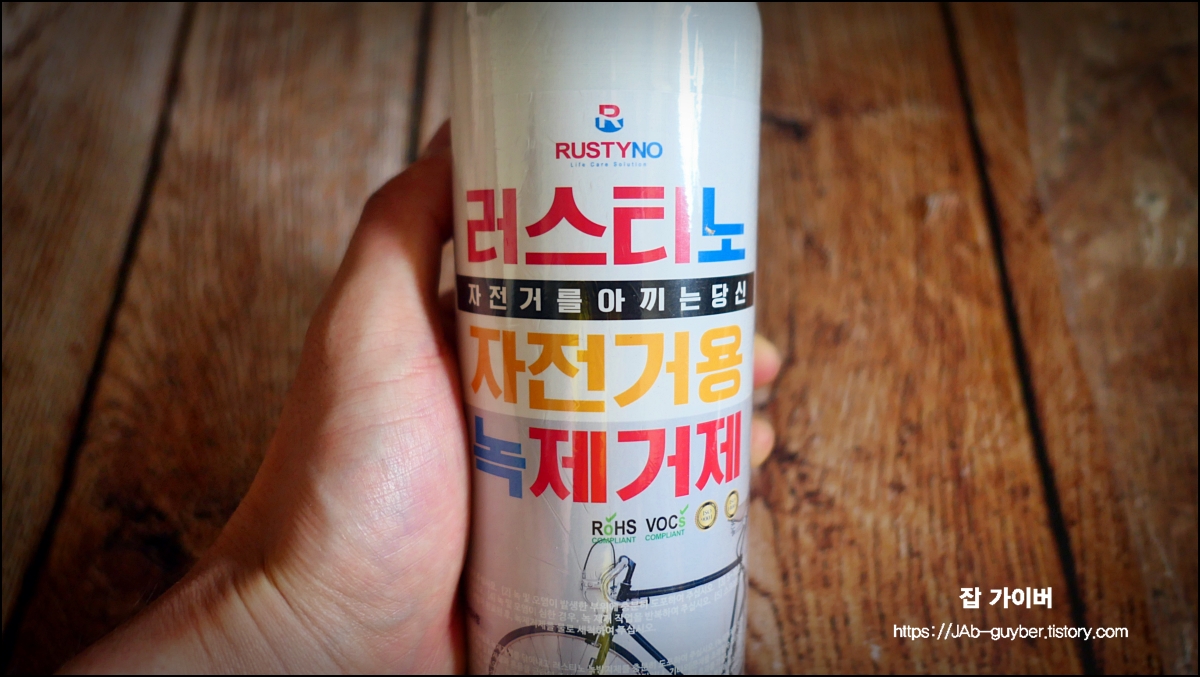 RUSTYNO
Life Care Solution
러스티노
자전거를아끼는당신
자전거용
녹제거제
RoHS VOCs
COMPLIANT COMPLIANT
잡 가이버
https://JAb-guyber.tistory.com